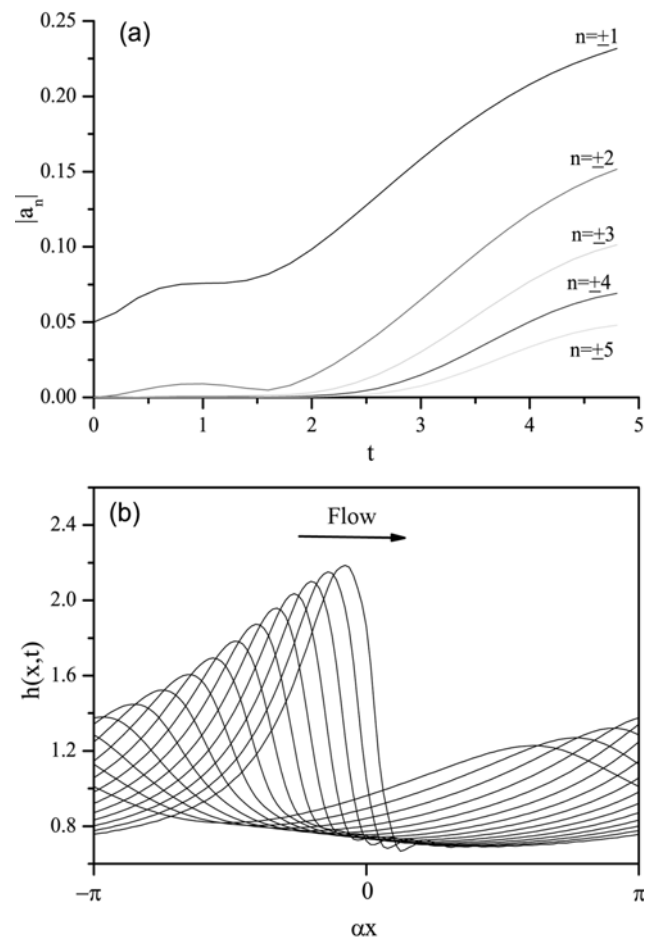 (a)
0.25
0.20
0.15
0.10
0.05
0.00
|a_n|
n=±1
n=±2
n=±3
n=±4
n=±5
0 1 2 3 4 5
t
(b)
Flow
2.4
2.0
1.6
1.2
0.8
h(x,t)
−π 0 π
αx